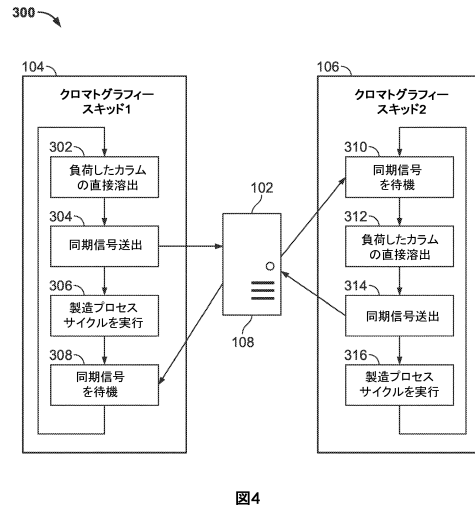 300
104
クロマトグラフィー
スキッド1
302
負荷したカラム
の直接溶出
304
同期信号送出
306
製造プロセス
サイクルを実行
308
同期信号
を待機
102
108
106
クロマトグラフィー
スキッド2
310
同期信号
を待機
312
負荷したカラム
の直接溶出
314
同期信号送出
316
製造プロセス
サイクルを実行
図4